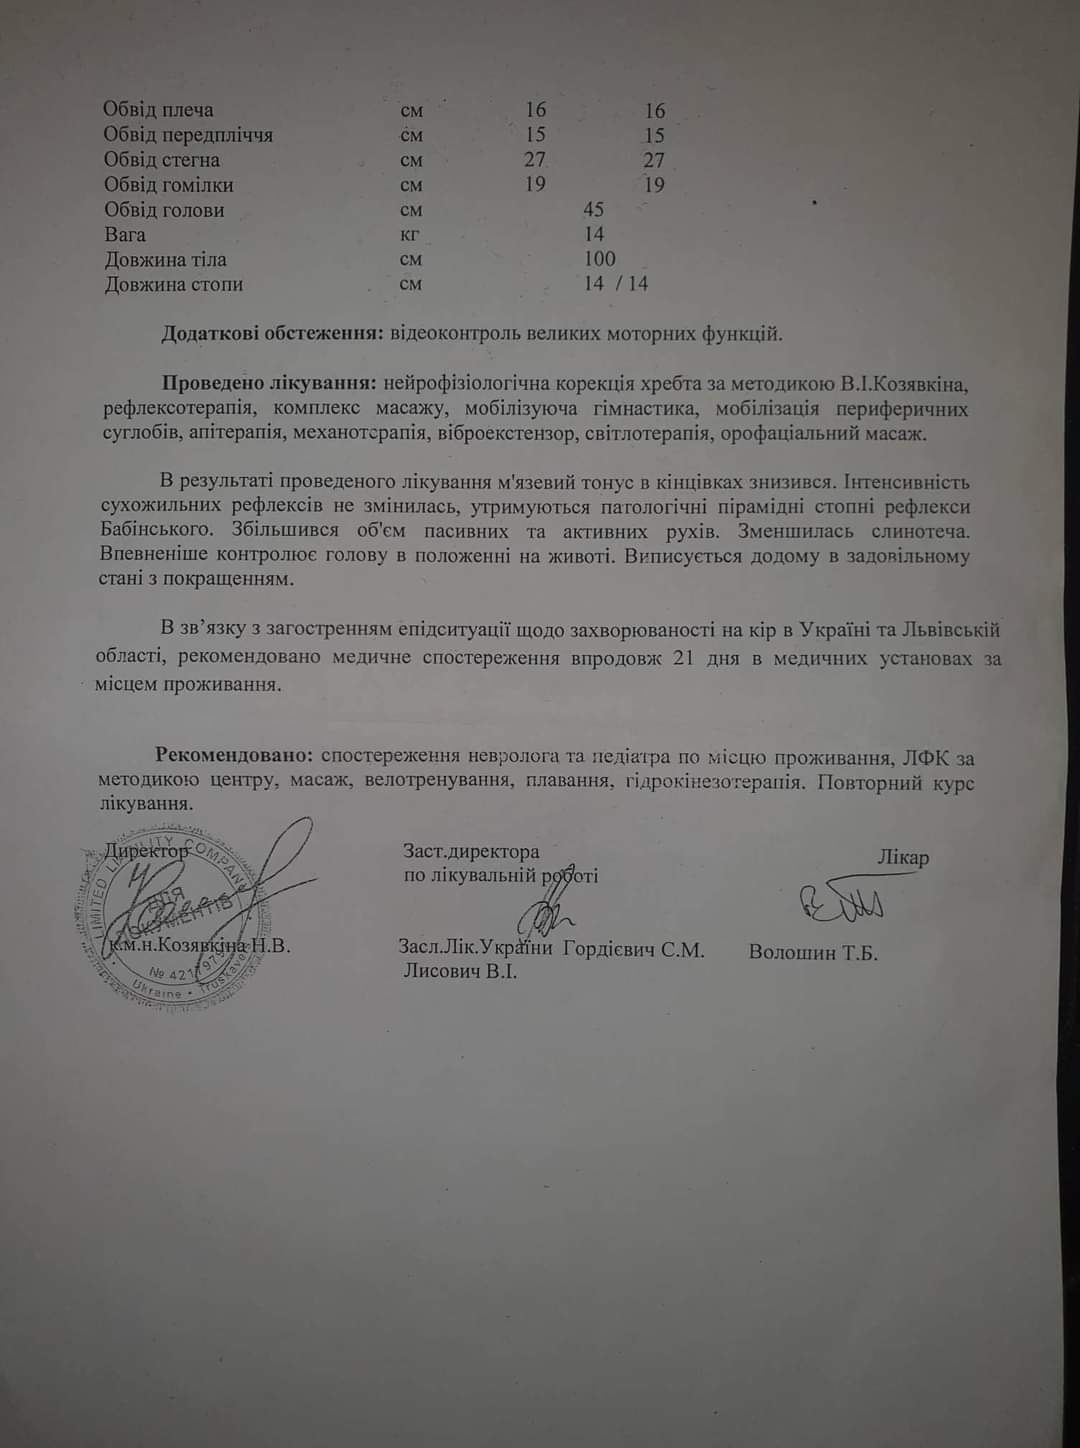 Обвід плеча см 16 16
Обвід передпліччя см 15 15
Обвід стегна см 27 27
Обвід гомілки см 19 19
Обвід голови см 45
Вага кг 14
Довжина тіла см 100
Довжина стопи см 14 / 14
Додаткові обстеження: відеоконтроль великих моторних функцій.
Проведено лікування: нейрофізіологічна корекція хребта за методикою В.І.Козявкіна,
рефлексотерапія, комплекс масажу, мобілізуюча гімнастика, мобілізація периферичних
суглобів, апітерапія, механотерапія, віброекстензор, світлотерапія, орофаціальний масаж.
В результаті проведеного лікування м'язевий тонус в кінцівках знизився. Інтенсивність
сухожильних рефлексів не змінилась, утримуються патологічні пірамідні стопні рефлекси
Бабінського. Збільшився об'єм пасивних та активних рухів. Зменшилась слинотеча.
Впевненіше контролює голову в положенні на животі. Виписується додому в задовільному
стані з покращенням.
В зв’язку з загостренням епідситуації щодо захворюваності на кір в Україні та Львівській
області, рекомендовано медичне спостереження впродовж 21 дня в медичних установах за
місцем проживання.
Рекомендовано: спостереження невролога та педіатра по місцю проживання, ЛФК за
методикою центру, масаж, велотренування, плавання, гідрокінезотерапія. Повторний курс
лікування.
Директор Заст.директора Лікар
по лікувальній роботі
к.м.н.Козявкіна Н.В. Засл.Лік.України Гордієвич С.М. Волошин Т.Б.
Лисович В.І.
LIMITED LIABILITY COMPANY
ДЛЯ
ДОКУМЕНТІВ
Ukraine • Truskavets